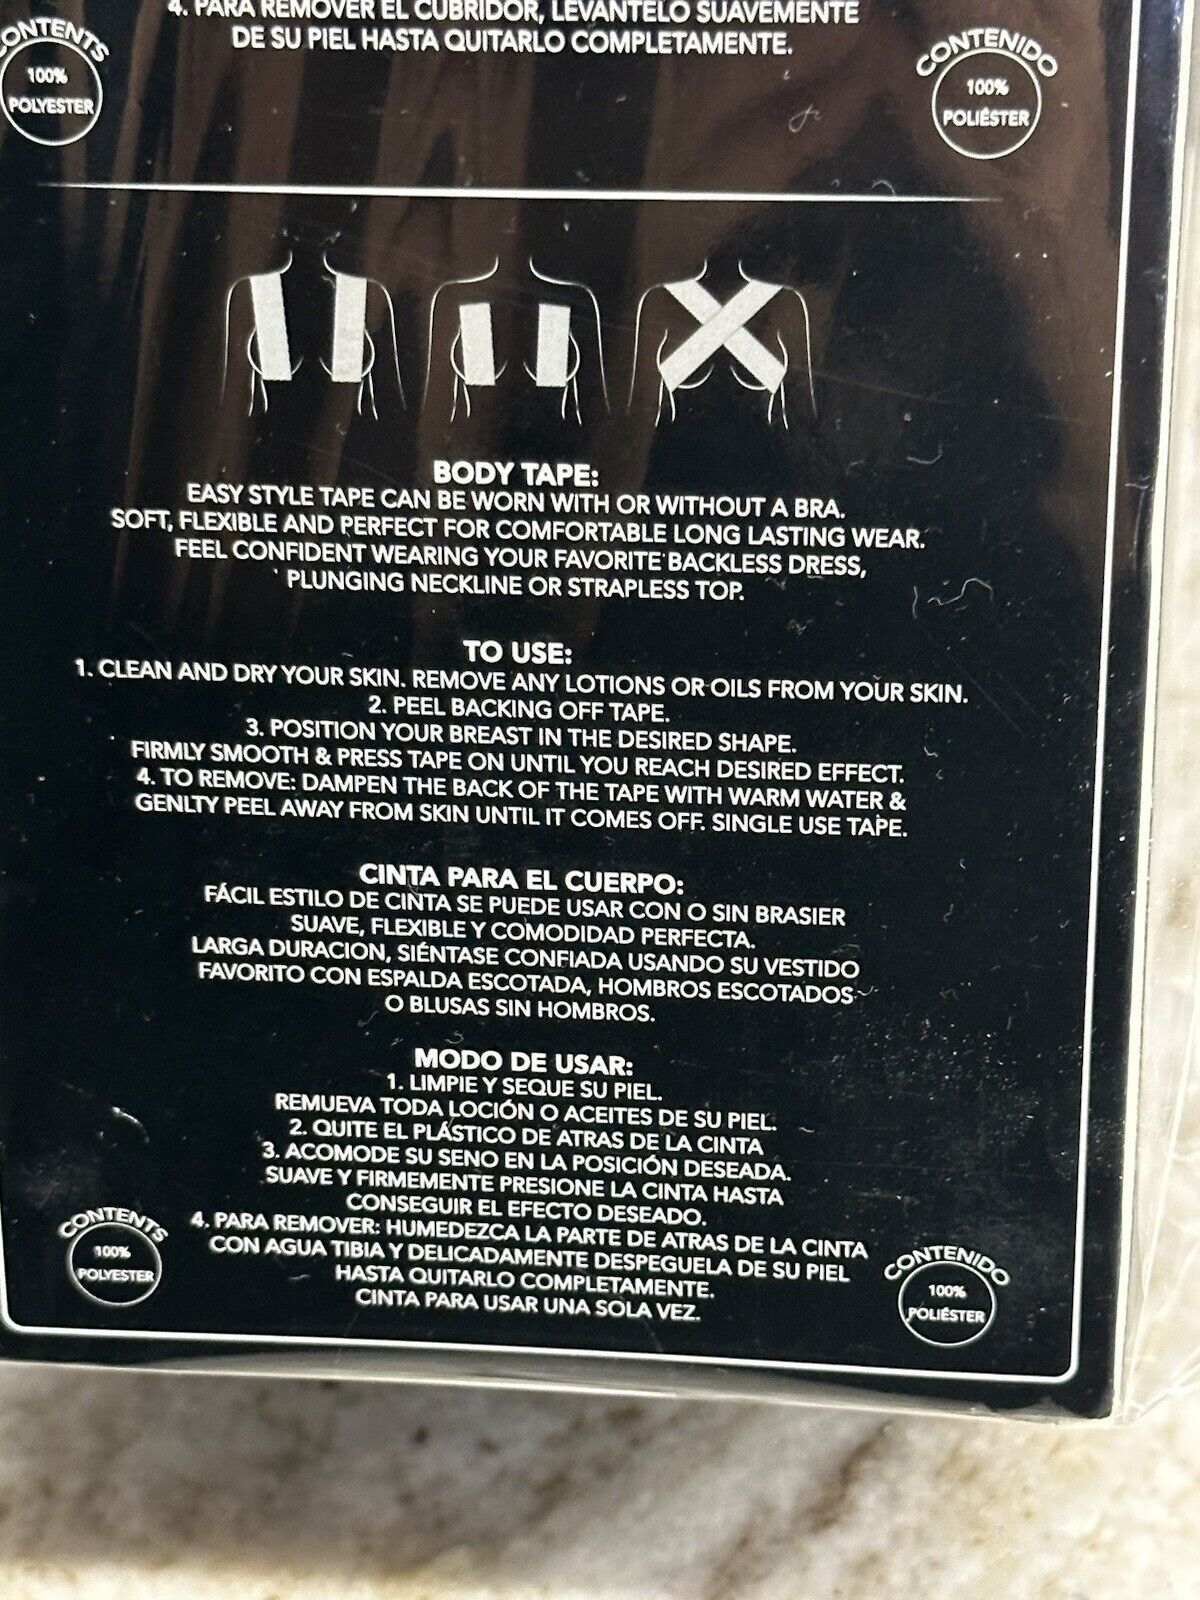 4. PARA REMOVER EL CUBRIDOR, LEVANTELO SUAVEMENTE
DE SU PIEL HASTA QUITARLO COMPLETAMENTE.
CONTENTS
100%
POLYESTER
CONTENIDO
100%
POLIÉSTER
BODY TAPE:
EASY STYLE TAPE CAN BE WORN WITH OR WITHOUT A BRA.
SOFT, FLEXIBLE AND PERFECT FOR COMFORTABLE LONG LASTING WEAR.
FEEL CONFIDENT WEARING YOUR FAVORITE BACKLESS DRESS,
PLUNGING NECKLINE OR STRAPLESS TOP.
TO USE:
1. CLEAN AND DRY YOUR SKIN. REMOVE ANY LOTIONS OR OILS FROM YOUR SKIN.
2. PEEL BACKING OFF TAPE.
3. POSITION YOUR BREAST IN THE DESIRED SHAPE.
FIRMLY SMOOTH & PRESS TAPE ON UNTIL YOU REACH DESIRED EFFECT.
4. TO REMOVE: DAMPEN THE BACK OF THE TAPE WITH WARM WATER &
GENLTY PEEL AWAY FROM SKIN UNTIL IT COMES OFF. SINGLE USE TAPE.
CINTA PARA EL CUERPO:
FÁCIL ESTILO DE CINTA SE PUEDE USAR CON O SIN BRASIER
SUAVE, FLEXIBLE Y COMODIDAD PERFECTA.
LARGA DURACION, SIÉNTASE CONFIADA USANDO SU VESTIDO
FAVORITO CON ESPALDA ESCOTADA, HOMBROS ESCOTADOS
O BLUSAS SIN HOMBROS.
MODO DE USAR:
1. LIMPIE Y SEQUE SU PIEL.
REMUEVA TODA LOCIÓN O ACEITES DE SU PIEL.
2. QUITE EL PLÁSTICO DE ATRAS DE LA CINTA
3. ACOMODE SU SENO EN LA POSICIÓN DESEADA.
SUAVE Y FIRMEMENTE PRESIONE LA CINTA HASTA
CONSEGUIR EL EFECTO DESEADO.
4. PARA REMOVER: HUMEDEZCA LA PARTE DE ATRAS DE LA CINTA
CON AGUA TIBIA Y DELICADAMENTE DESPEGUELA DE SU PIEL
HASTA QUITARLO COMPLETAMENTE.
CINTA PARA USAR UNA SOLA VEZ.
CONTENTS
100%
POLYESTER
CONTENIDO
100%
POLIÉSTER